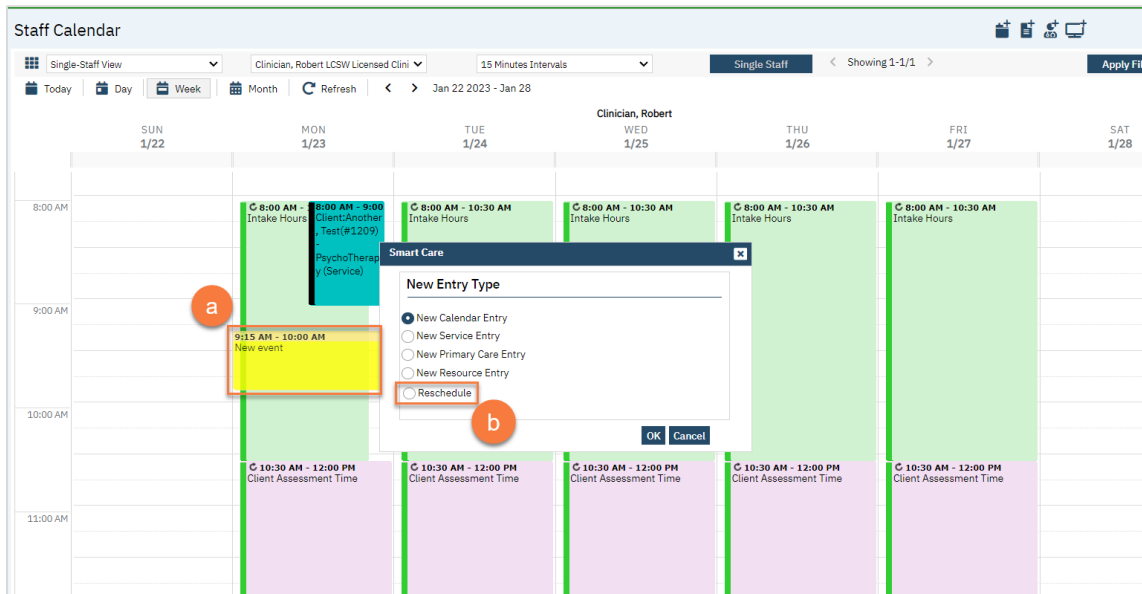 Staff Calendar
Single-Staff View
Clinician, Robert LCSW Licensed Clini
15 Minutes Intervals
Single Staff
Showing 1-1/1
Apply Fil
Today
Day
Week
Month
Refresh
Jan 22 2023 - Jan 28
Clinician, Robert
SUN
MON
TUE
WED
THU
FRI
SAT
1/22
1/23
1/24
1/25
1/26
1/27
1/28
8:00 AM
8:00 AM -
Intake Hours
8:00 AM - 9:00
Client:Another
, Test(#1209)
-
PsychoTherap
y (Service)
8:00 AM - 10:30 AM
Intake Hours
8:00 AM - 10:30 AM
Intake Hours
8:00 AM - 10:30 AM
Intake Hours
8:00 AM - 10:30 AM
Intake Hours
Smart Care
New Entry Type
New Calendar Entry
New Service Entry
New Primary Care Entry
New Resource Entry
Reschedule
OK
Cancel
a
b
9:00 AM
9:15 AM - 10:00 AM
New event
10:00 AM
10:30 AM - 12:00 PM
Client Assessment Time
10:30 AM - 12:00 PM
Client Assessment Time
10:30 AM - 12:00 PM
Client Assessment Time
10:30 AM - 12:00 PM
Client Assessment Time
10:30 AM - 12:00 PM
Client Assessment Time
11:00 AM